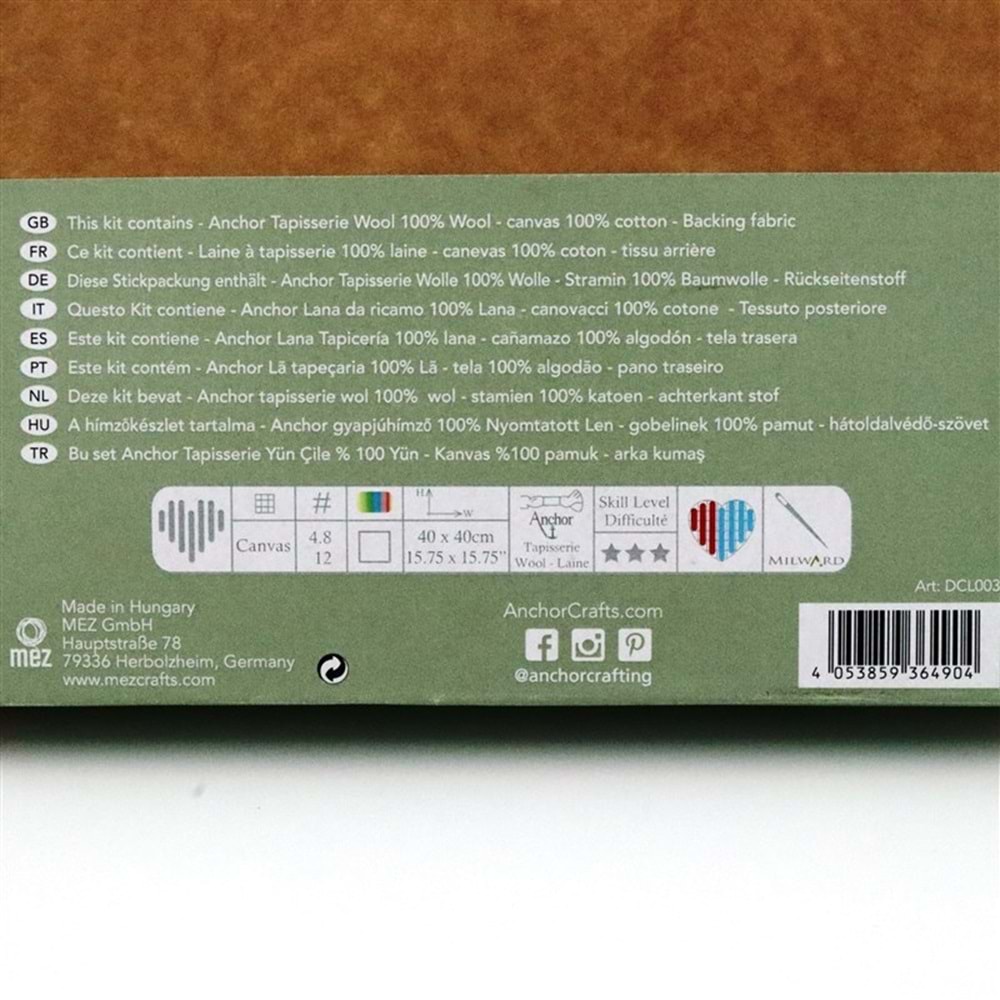 GB This kit contains - Anchor Tapisserie Wool 100% Wool - canvas 100% cotton - Backing fabric
FR Ce kit contient - Laine à tapisserie 100% laine - canevas 100% coton - tissu arrière
DE Diese Stickpackung enthält - Anchor Tapisserie Wolle 100% Wolle - Stramin 100% Baumwolle - Rückseitenstoff
IT Questo Kit contiene - Anchor Lana da ricamo 100% Lana - canovacci 100% cotone - Tessuto posteriore
ES Este kit contiene - Anchor Lana Tapicería 100% lana - cañamazo 100% algodón - tela trasera
PT Este kit contém - Anchor Lã tapeçaria 100% Lã - tela 100% algodão - pano traseiro
NL Deze kit bevat - Anchor tapisserie wol 100% wol - stamien 100% katoen - achterkant stof
HU A hímzőkészlet tartalma - Anchor gyapjúhímző 100% Nyomtatott Len - gobelinek 100% pamut - hátoldalvédő-szövet
TR Bu set Anchor Tapisserie Yün Çile % 100 Yün - Kanvas %100 pamuk - arka kumaş
Canvas
#
4.8
12
H
W
40 x 40cm
15.75 x 15.75"
Anchor
Tapisserie
Wool - Laine
Skill Level
Difficulté
MILWARD
Art: DCL003
Made in Hungary
MEZ GmbH
Hauptstraße 78
79336 Herbolzheim, Germany
www.mezcrafts.com
mez
AnchorCrafts.com
@anchorcrafting
4 053859 364904